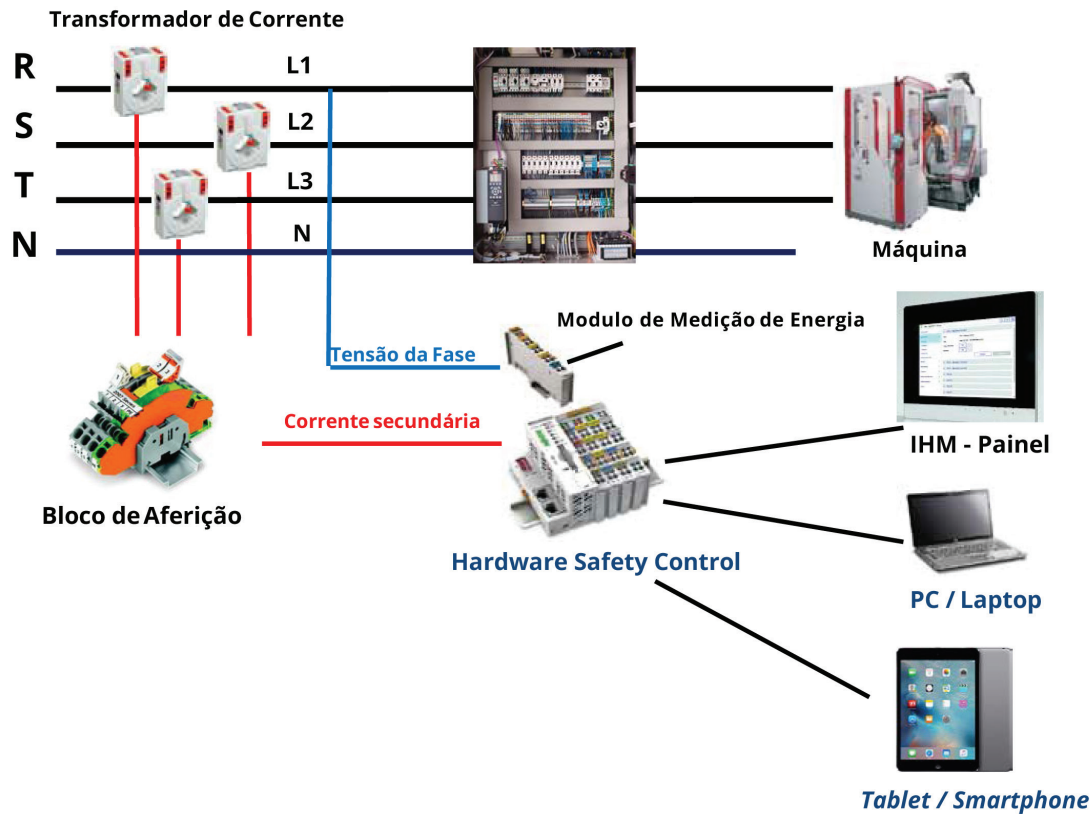 Transformador de Corrente
R
L1
S
L2
T
L3
N
N
Máquina
Modulo de Medição de Energia
Tensão da Fase
Corrente secundária
IHM - Painel
Bloco de Aferição
Hardware Safety Control
PC / Laptop
Tablet / Smartphone